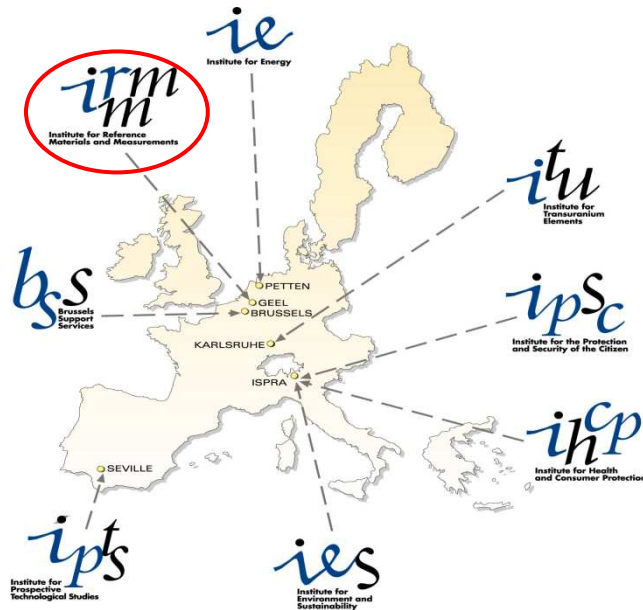 ie
Institute for Energy
irmm
Institute for Reference
Materials and Measurements
itu
Institute for
Transuranium
Elements
bss
Brussels
Support
Services
PETTEN
GEEL
BRUSSELS
KARLSRUHE
ISPRA
SEVILLE
ipsc
Institute for the Protection
and Security of the Citizen
ihcp
Institute for Health
and Consumer Protection
ipts
Institute for
Prospective
Technological Studies
ies
Institute for
Environment and
Sustainability